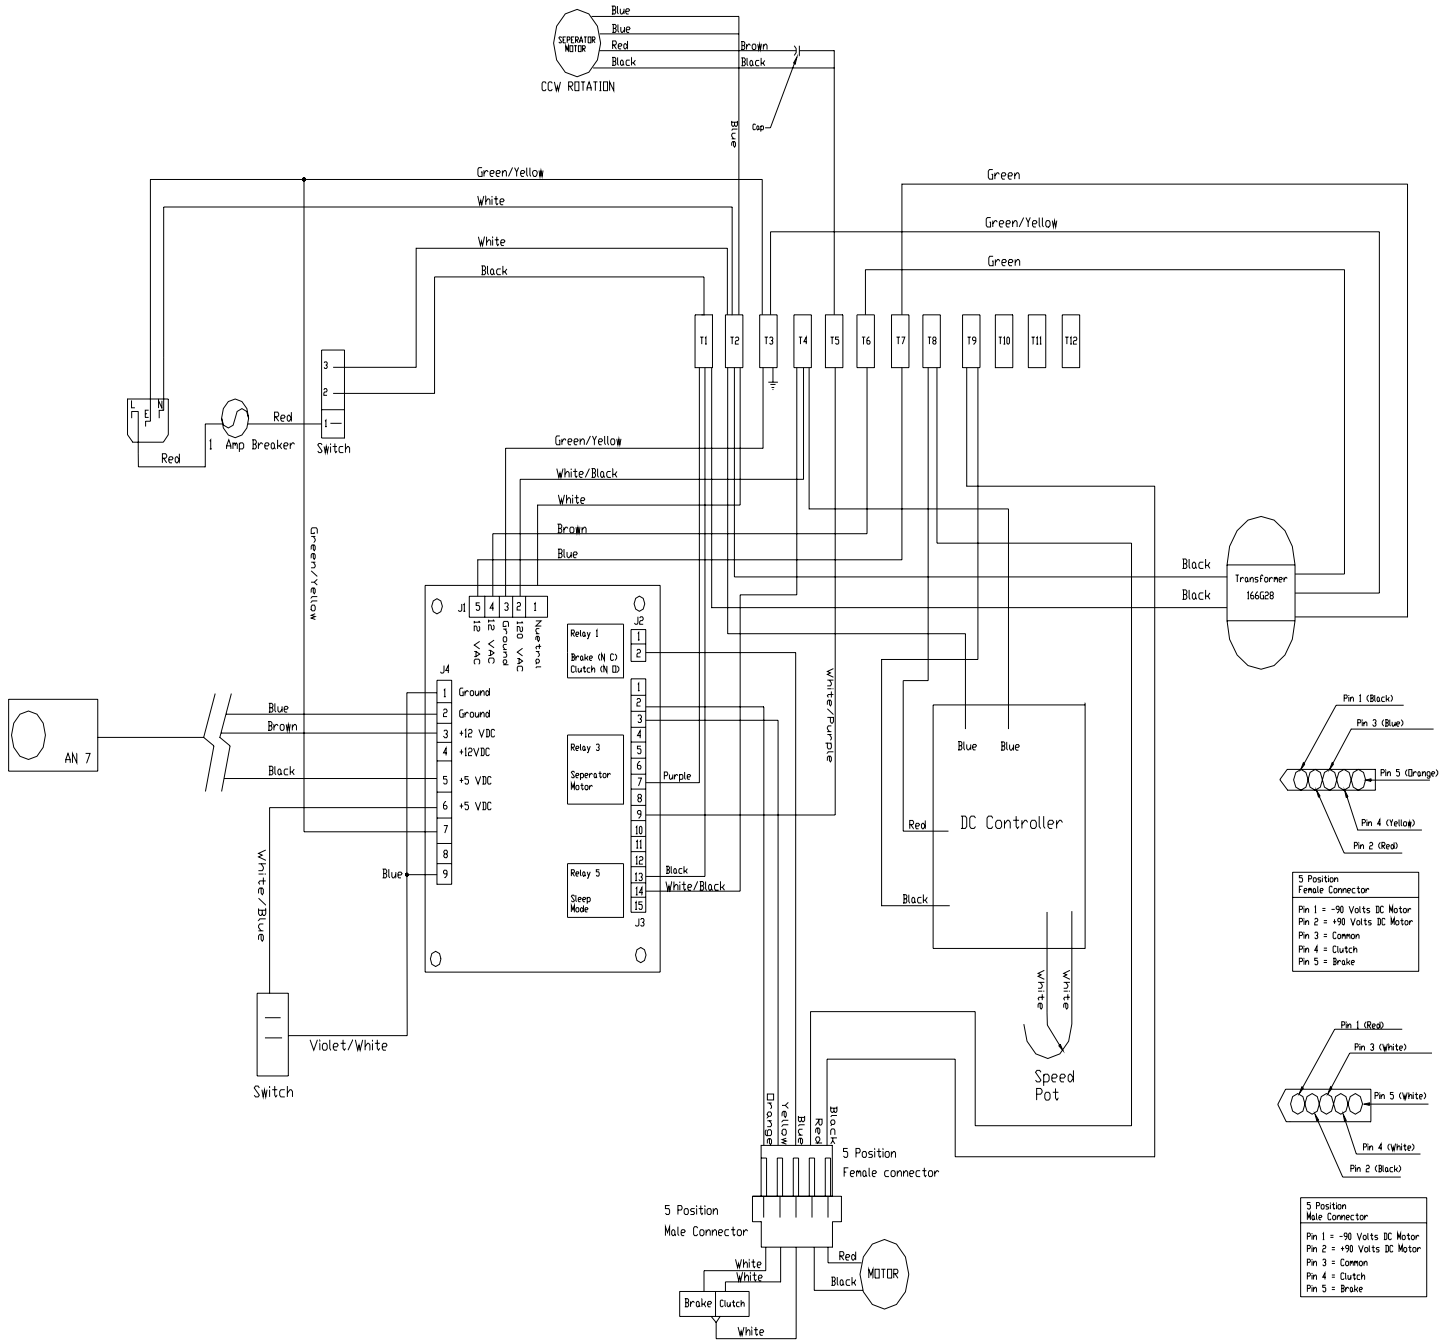 Blue
Blue
Red
Black
SEPERATOR
MOTOR
CCW ROTATION
Brown
Black
Cap
Blue
Green/Yellow
White
White
Black
Green
Green/Yellow
Green
T1
T2
T3
T4
T5
T6
T7
T8
T9
T10
T11
T12
L
E
N
Red
1 Amp Breaker
Red
3
2
1
Switch
Green/Yellow
White/Black
White
Brown
Blue
Green/Yellow
Black
Black
Transformer
166G28
J1
5
4
3
2
1
12 VAC
12 VAC
Ground
120 VAC
Nuetral
Relay 1
Brake (N C)
Clutch (N O)
J2
1
2
J4
1 Ground
2 Ground
3 +12 VDC
4 +12VDC
5 +5 VDC
6 +5 VDC
7
8
9
Blue
Brown
Black
AN 7
Blue
White/Blue
Violet/White
Switch
Relay 3
Seperator
Motor
Relay 5
Sleep
Mode
1
2
3
4
5
6
7
8
9
10
11
12
13
14
15
J3
Purple
Black
White/Black
White/Purple
Blue
Blue
Red
DC Controller
Black
White
White
Speed
Pot
Orange
Yellow
Blue
Red
Black
5 Position
Female connector
5 Position
Male Connector
White
White
Brake
Clutch
White
Red
Black
MOTOR
Pin 1 (Black)
Pin 3 (Blue)
Pin 5 (Orange)
Pin 4 (Yellow)
Pin 2 (Red)
5 Position
Female Connector
Pin 1 = -90 Volts DC Motor
Pin 2 = +90 Volts DC Motor
Pin 3 = Common
Pin 4 = Clutch
Pin 5 = Brake
Pin 1 (Red)
Pin 3 (White)
Pin 5 (White)
Pin 4 (White)
Pin 2 (Black)
5 Position
Male Connector
Pin 1 = -90 Volts DC Motor
Pin 2 = +90 Volts DC Motor
Pin 3 = Common
Pin 4 = Clutch
Pin 5 = Brake